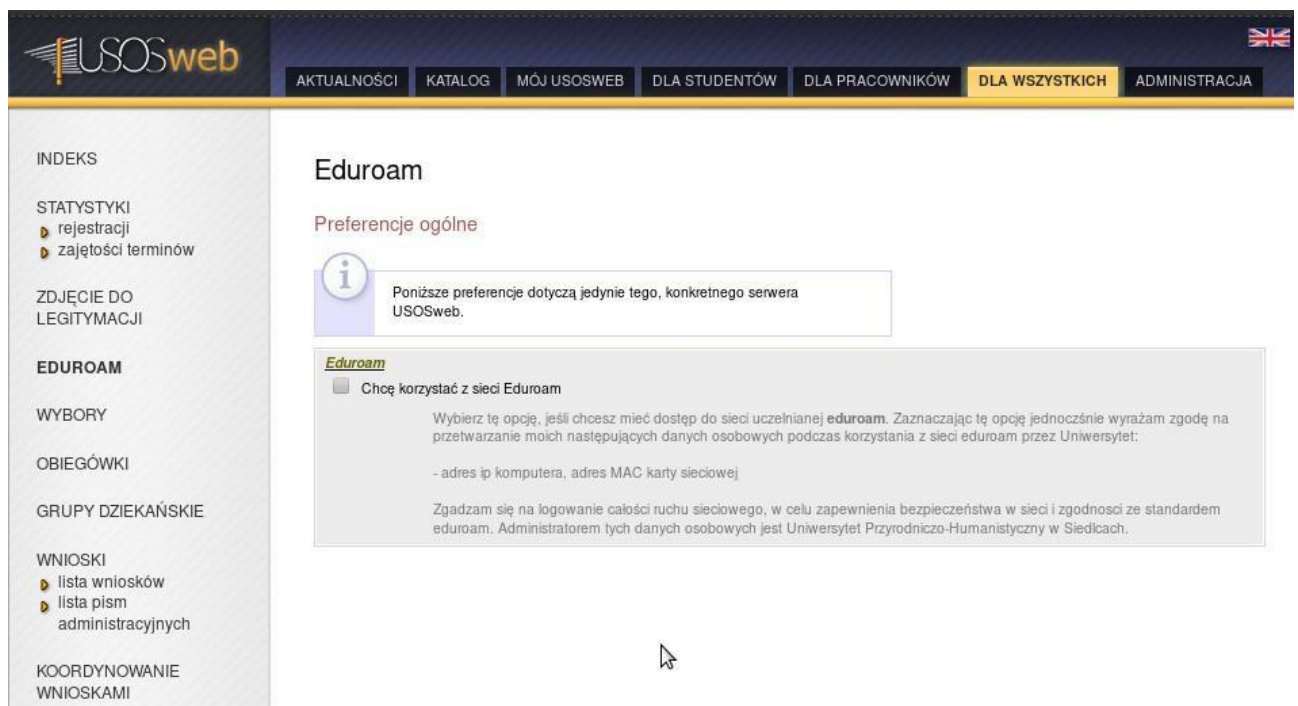 USOSweb
AKTUALNOŚCI KATALOG MÓJ USOSWEB DLA STUDENTÓW DLA PRACOWNIKÓW DLA WSZYSTKICH ADMINISTRACJA
INDEKS
STATYSTYKI
rejestracji
zajętości terminów
ZDJĘCIE DO
LEGITYMACJI
EDUROAM
WYBORY
OBIEGÓWKI
GRUPY DZIEKAŃSKIE
WNIOSKI
lista wniosków
lista pism
administracyjnych
KOORDYNOWANIE
WNIOSKAMI
Eduroam
Preferencje ogólne
i
Poniższe preferencje dotyczą jedynie tego, konkretnego serwera
USOSweb.
Eduroam
Chcę korzystać z sieci Eduroam
Wybierz tę opcję, jeśli chcesz mieć dostęp do sieci uczelnianej eduroam. Zaznaczając tę opcję jednocześnie wyrażam zgodę na
przetwarzanie moich następujących danych osobowych podczas korzystania z sieci eduroam przez Uniwersytet:
- adres ip komputera, adres MAC karty sieciowej
Zgadzam się na logowanie całości ruchu sieciowego, w celu zapewnienia bezpieczeństwa w sieci i zgodnosci ze standardem
eduroam. Administratorem tych danych osobowych jest Uniwersytet Przyrodniczo-Humanistyczny w Siedlcach.